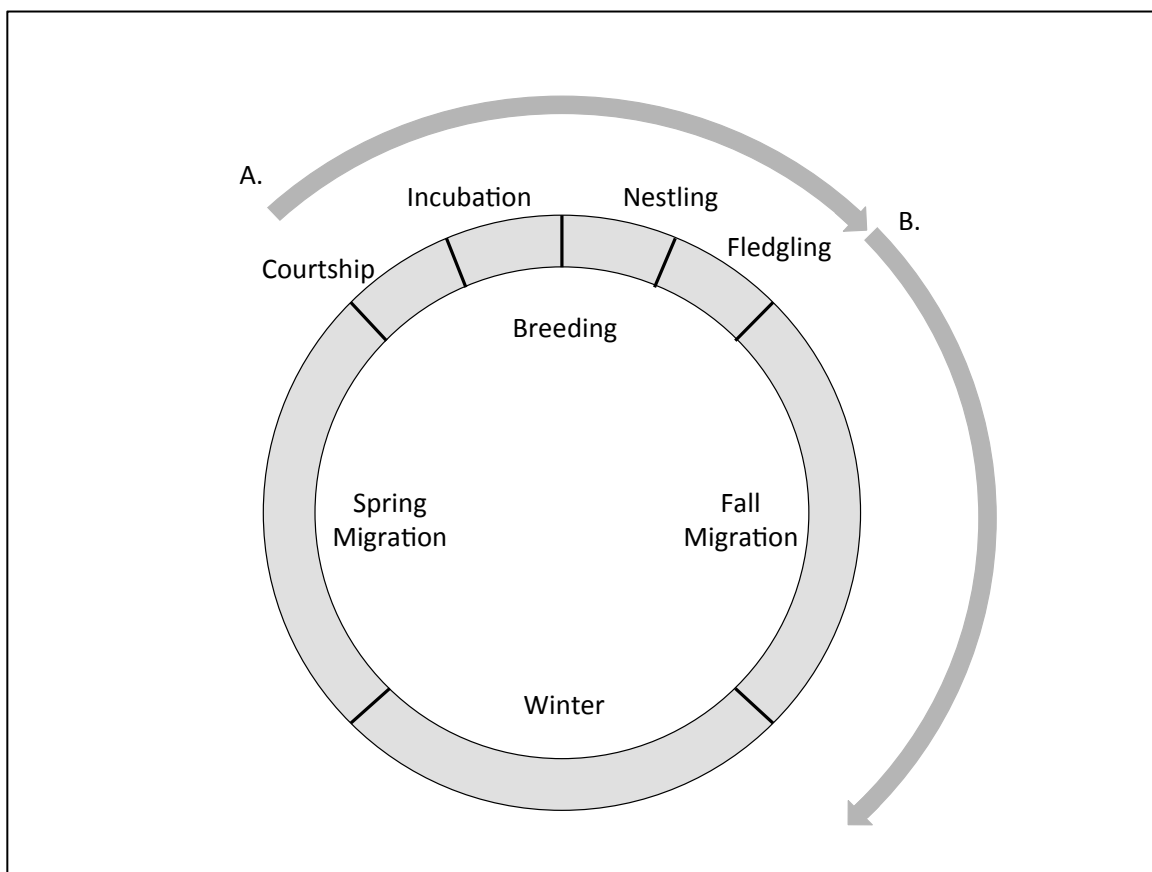 A.
Incubation
Nestling
B.
Courtship
Fledgling
Breeding
Spring
Migration
Fall
Migration
Winter